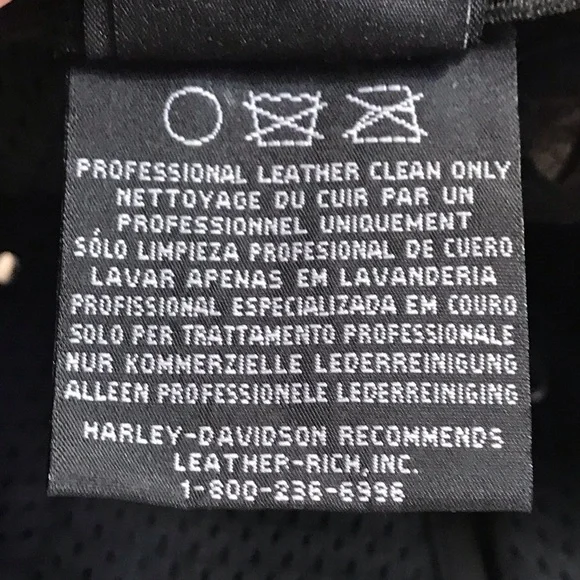 PROFESSIONAL LEATHER CLEAN ONLY
NETTOYAGE DU CUIR PAR UN
PROFESSIONNEL UNIQUEMENT
SÓLO LIMPIEZA PROFESIONAL DE CUERO
LAVAR APENAS EM LAVANDERIA
PROFISSIONAL ESPECIALIZADA EM COURO
SOLO PER TRATTAMENTO PROFESSIONALE
NUR KOMMERZIELLE LEDERREINIGUNG
ALLEEN PROFESSIONELE LEDERREINIGING
HARLEY-DAVIDSON RECOMMENDS
LEATHER-RICH, INC.
1-800-236-6996